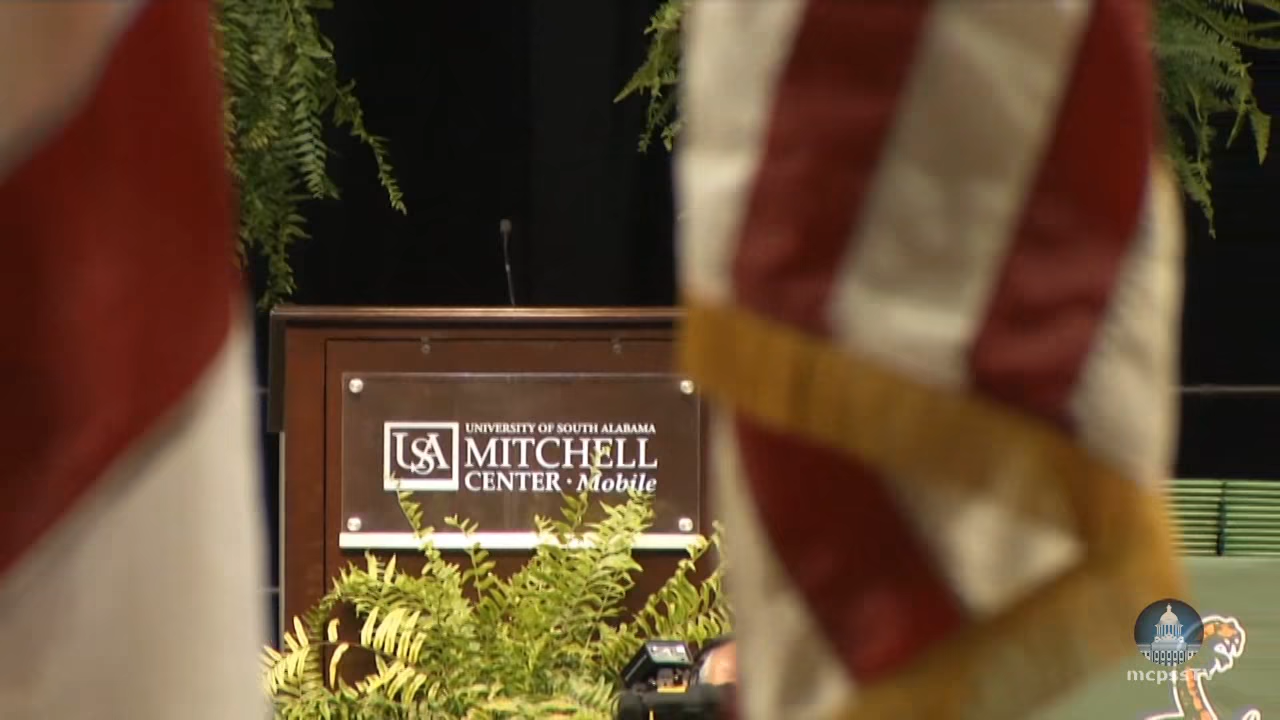 USA
UNIVERSITY OF SOUTH ALABAMA
MITCHELL
CENTER · Mobile
mcpssTV